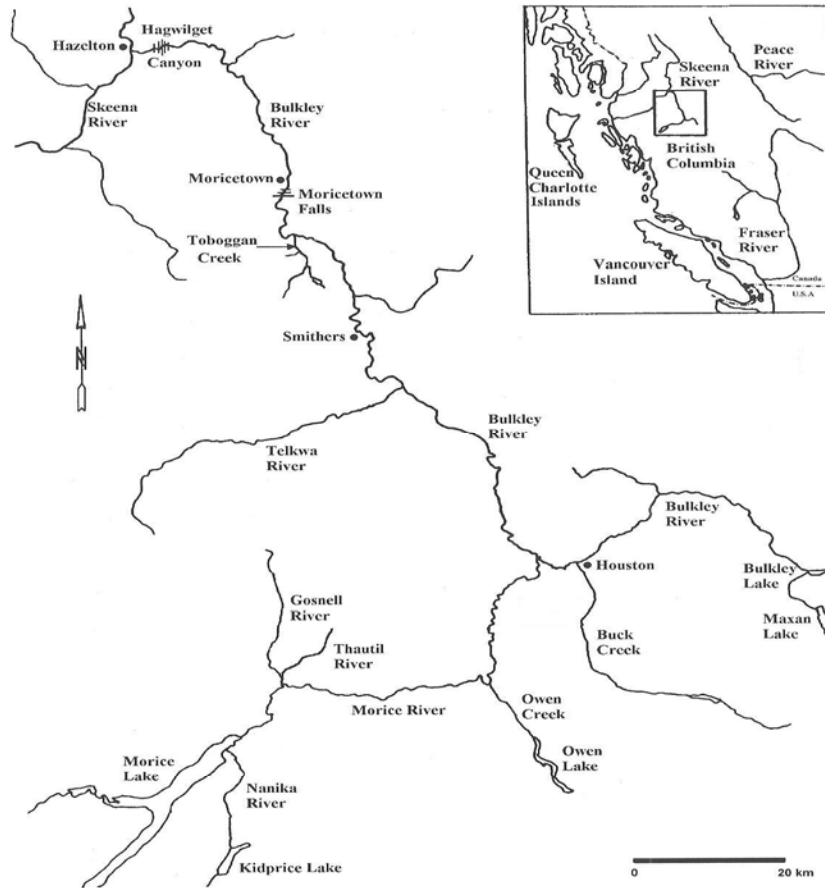 Hazelton
Hagwilget
Canyon
Skeena
River
Bulkley
River
Moricetown
Moricetown
Falls
Toboggan
Creek
N
Smithers
Telkwa
River
Bulkley
River
Bulkley
River
Houston
Bulkley
Lake
Maxan
Lake
Buck
Creek
Gosnell
River
Thautil
River
Morice River
Owen
Creek
Owen
Lake
Morice
Lake
Nanika
River
Kidprice Lake
0
20 km
Peace
River
Skeena
River
British
Columbia
Queen
Charlotte
Islands
Fraser
River
Vancouver
Island
Canada
U.S.A